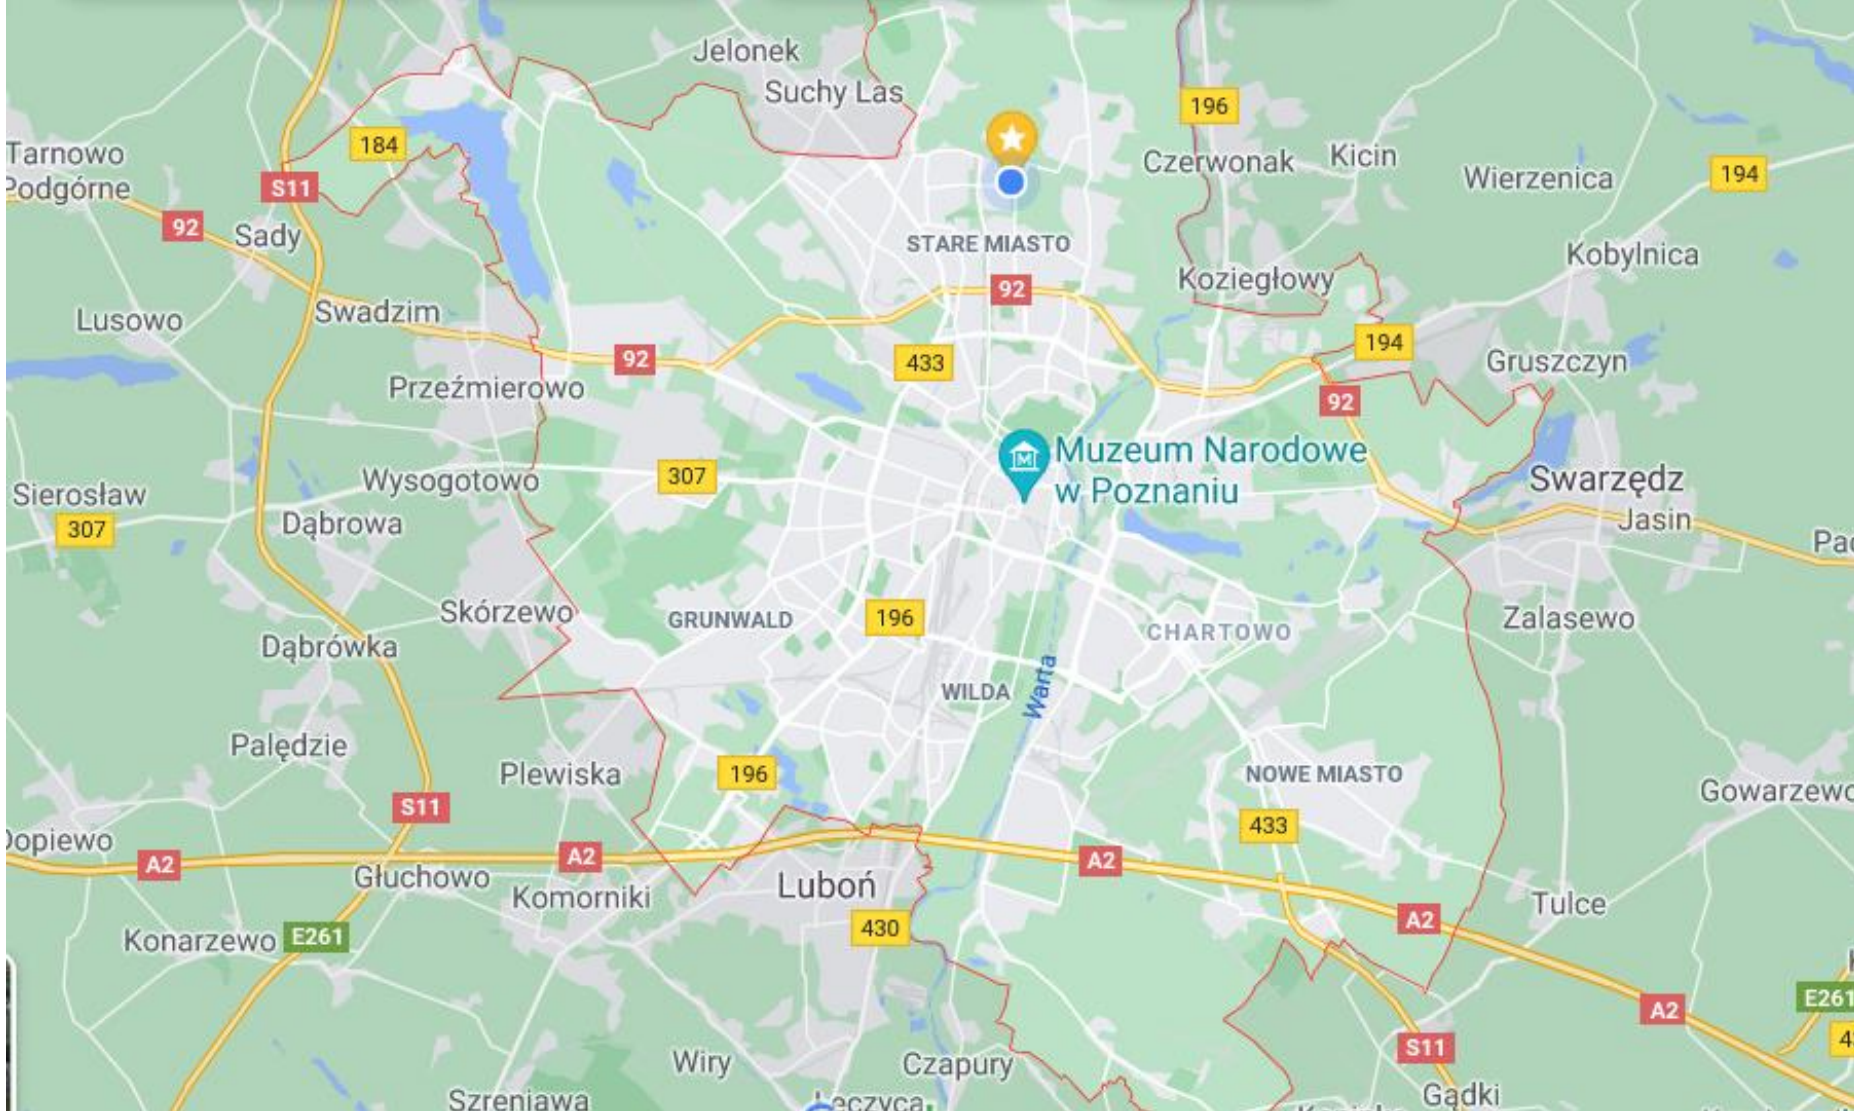 Jelonek
Suchy Las
196
184
Tarnowo
Podgórne
Czerwonak
Kicin
Wierzenica
194
S11
92
Sady
STARE MIASTO
Kobylnica
Koziegłowy
92
Lusowo
Swadzim
194
92
433
Gruszczyn
Przeźmierowo
92
Muzeum Narodowe
w Poznaniu
M
307
Wysogotowo
Swarzędz
Sierosław
307
Dąbrowa
Jasin
Skórzewo
GRUNWALD
196
CHARTOWO
Zalasewo
Dąbrówka
Warta
WILDA
Palędzie
Plewiska
196
NOWE MIASTO
Gowarzewo
S11
433
Dopiewo
A2
A2
A2
Głuchowo
Komorniki
Luboń
A2
Tulce
430
Konarzewo
E261
E261
A2
S11
Wiry
Czapury
Gądki
Szreniawa
Łęczyca